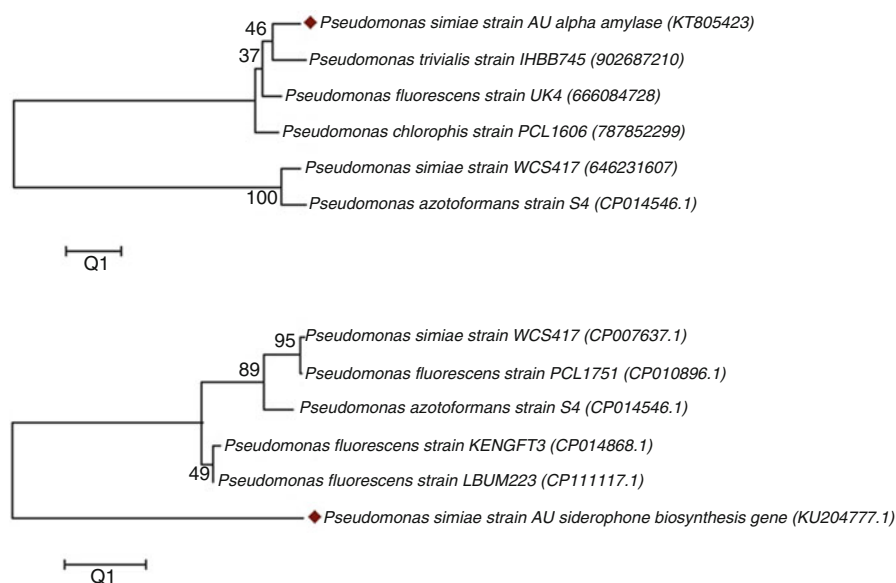 46
Pseudomonas simiae strain AU alpha amylase (KT805423)
37
Pseudomonas trivialis strain IHBB745 (902687210)
Pseudomonas fluorescens strain UK4 (666084728)
Pseudomonas chlorophis strain PCL1606 (787852299)
Pseudomonas simiae strain WCS417 (646231607)
100
Pseudomonas azotoformans strain S4 (CP014546.1)
Q1
95
Pseudomonas simiae strain WCS417 (CP007637.1)
89
Pseudomonas fluorescens strain PCL1751 (CP010896.1)
Pseudomonas azotoformans strain S4 (CP014546.1)
Pseudomonas fluorescens strain KENGFT3 (CP014868.1)
49
Pseudomonas fluorescens strain LBUM223 (CP111117.1)
Pseudomonas simiae strain AU siderophone biosynthesis gene (KU204777.1)
Q1